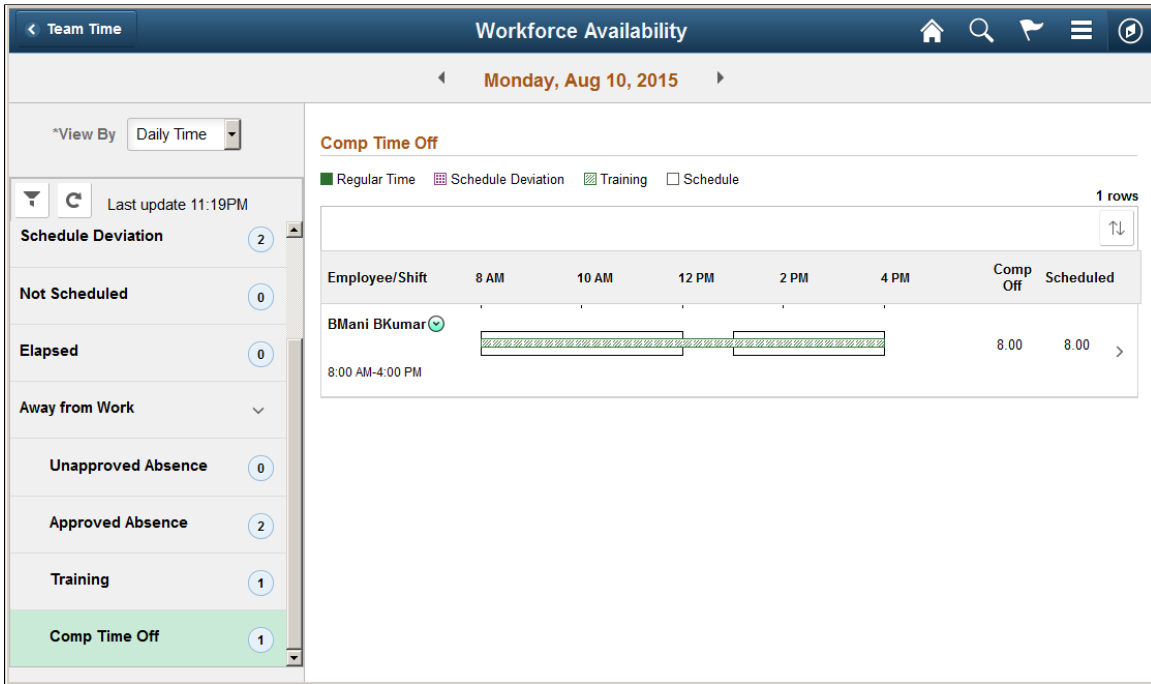 Team Time
Workforce Availability
Monday, Aug 10, 2015
*View By Daily Time
Last update 11:19PM
Schedule Deviation 2
Not Scheduled 0
Elapsed 0
Away from Work
Unapproved Absence 0
Approved Absence 2
Training 1
Comp Time Off 1
Comp Time Off
Regular Time Schedule Deviation Training Schedule
1 rows
Employee/Shift 8 AM 10 AM 12 PM 2 PM 4 PM Comp Off Scheduled
BMani BKumar 8.00 8.00
8:00 AM-4:00 PM